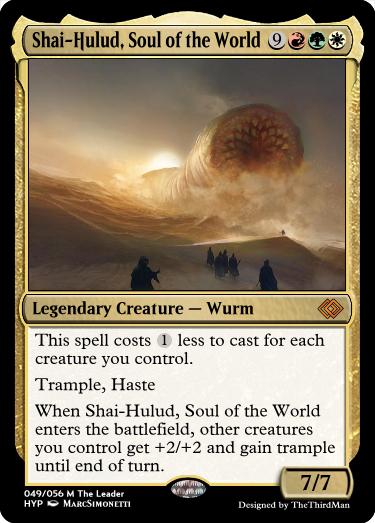 Shai-Hulud, Soul of the World 9
Legendary Creature — Wurm
This spell costs 1 less to cast for each
creature you control.
Trample, Haste
When Shai-Hulud, Soul of the World
enters the battlefield, other creatures
you control get +2/+2 and gain trample
until end of turn.
7/7
049/056 M The Leader
HYP MarcSimonetti
Designed by TheThirdMan